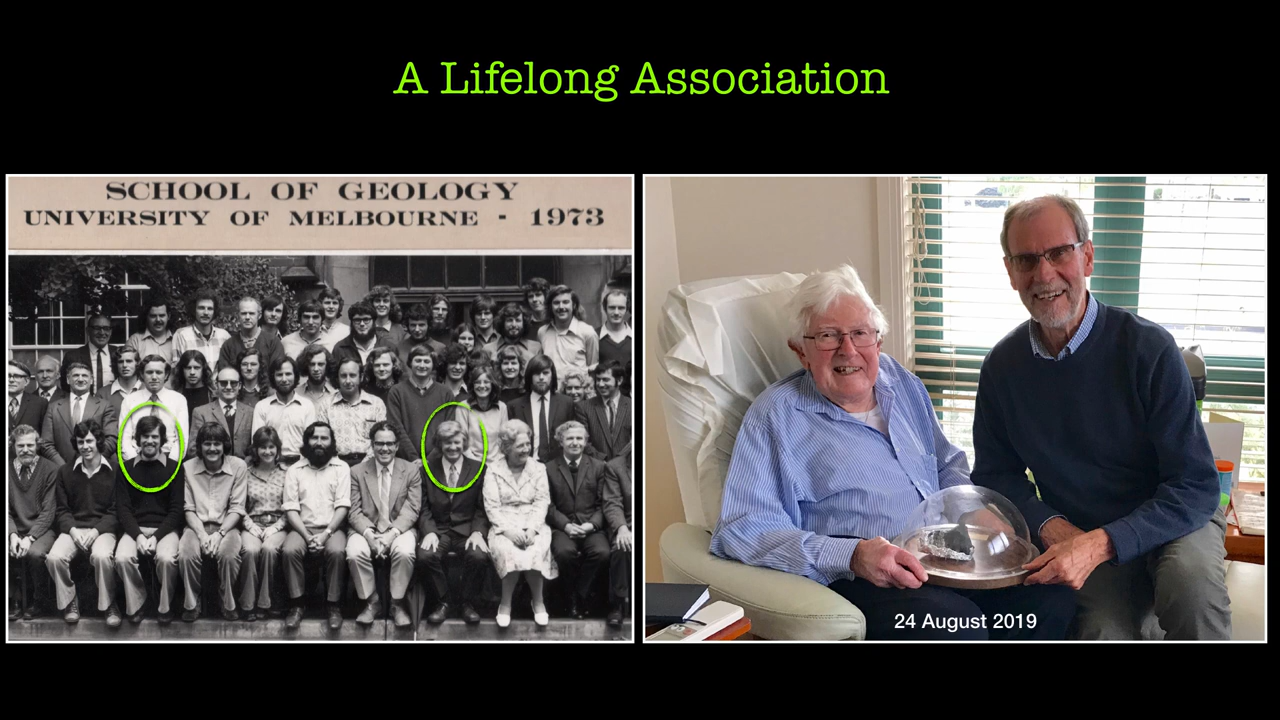 A Lifelong Association
SCHOOL OF GEOLOGY
UNIVERSITY OF MELBOURNE - 1973
24 August 2019